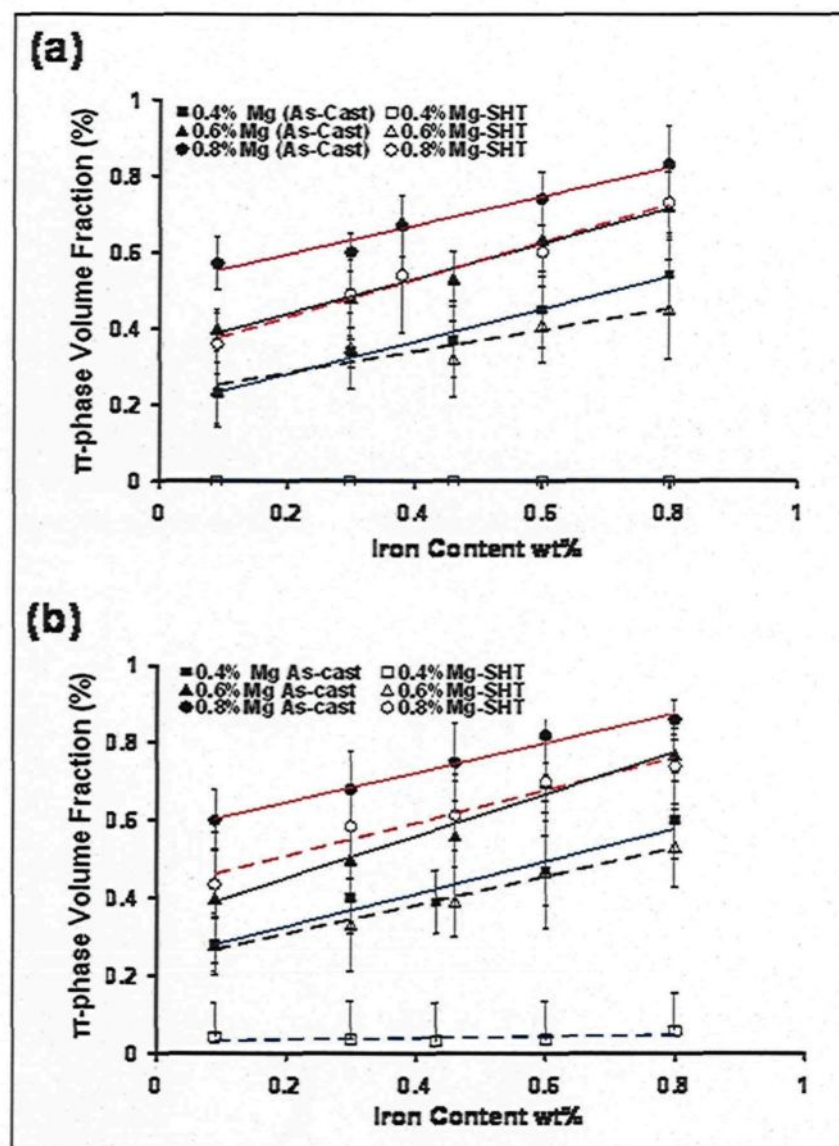 (a)
0.4% Mg (As-Cast) 0.4%Mg-SHT
0.6% Mg (As-Cast) 0.6%Mg-SHT
0.8%Mg (As-Cast) 0.8%Mg-SHT
π-phase Volume Fraction (%)
1
0.8
0.6
0.4
0.2
0
0.2 0.4 0.6 0.8 1
Iron Content wt%
(b)
0.4% Mg As-cast 0.4%Mg-SHT
0.6%Mg As-cast 0.6%Mg-SHT
0.8%Mg As-cast 0.8%Mg-SHT
π-phase Volume Fraction (%)
1
0.8
0.6
0.4
0.2
0
0 0.2 0.4 0.6 0.8 1
Iron Content wt%